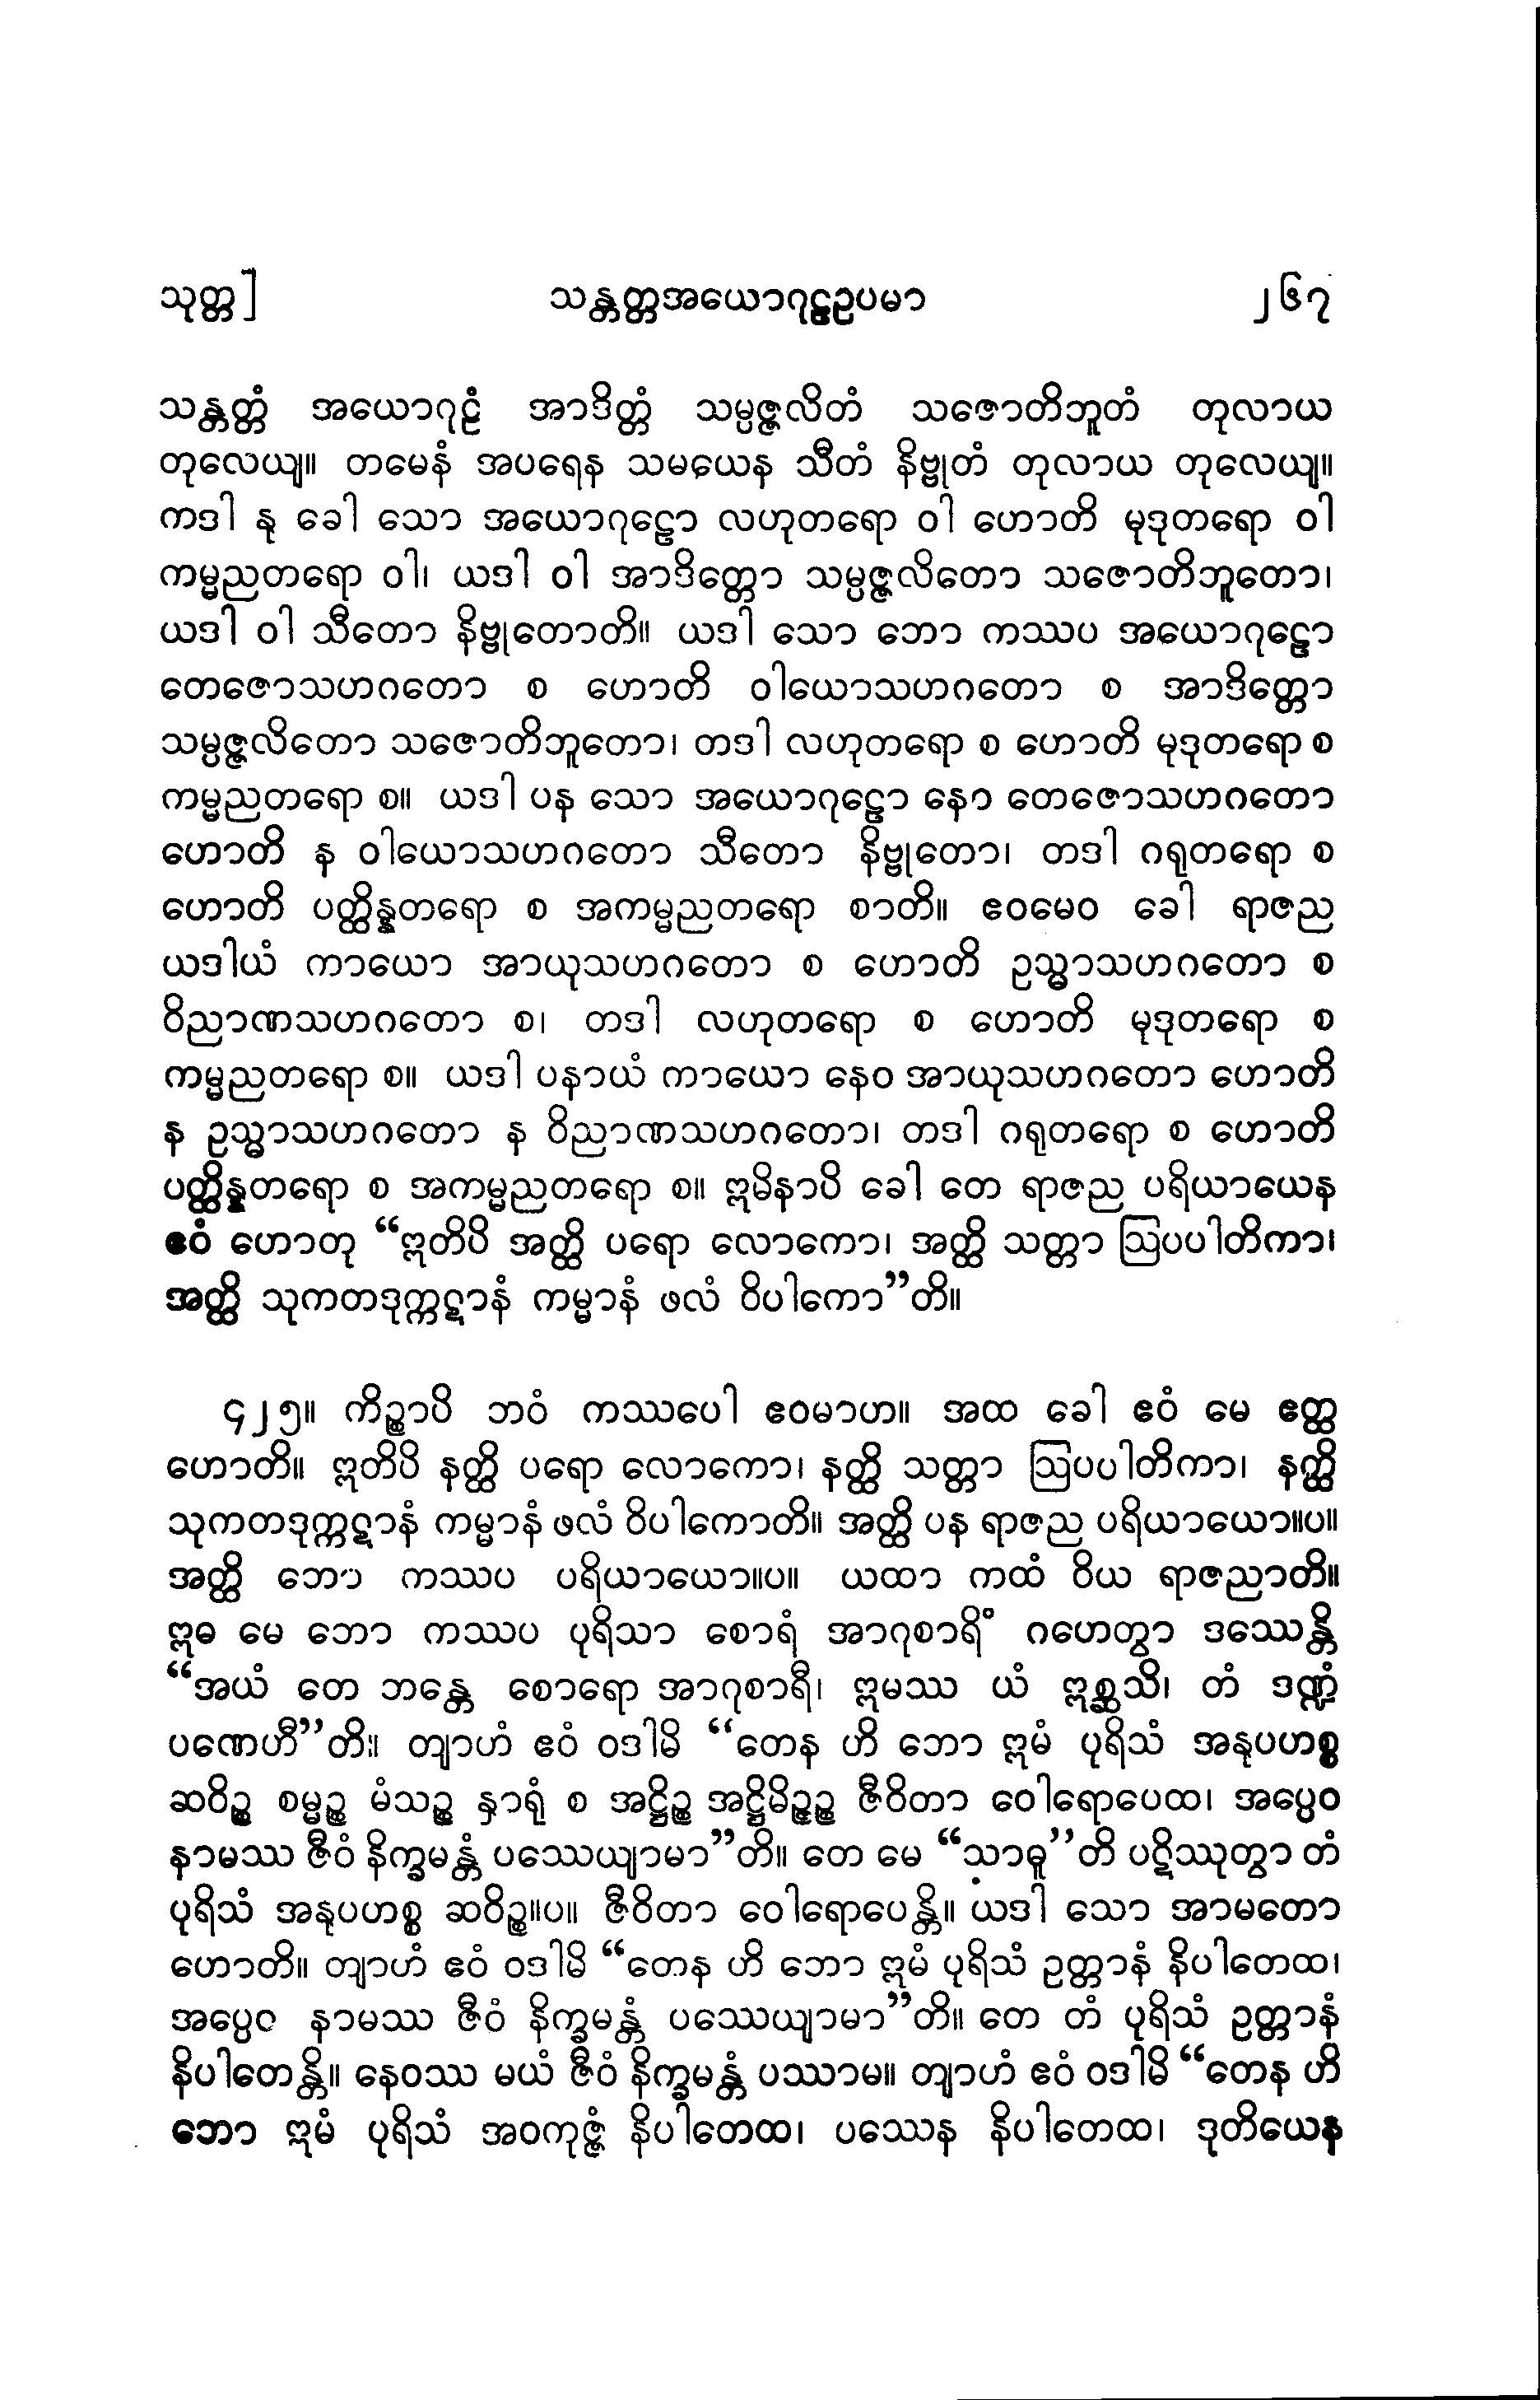 သုတ္တ] သန္တတ္တအယောဂုဠဥပမာ ၂၆၇
သန္တတ္တံ အယောဂုဠံ အာဒိတ္တံ သမ္ပဇ္ဇလိတံ သဇောတိဘူတံ တုလာယ
တုလေယျ။ တမေနံ အပရေန သမယေန သီတံ နိဗ္ဗုတံ တုလာယ တုလေယျ။
ကဒါ နု ခေါ သော အယောဂုဠော လဟုတရော ဝါ ဟောတိ မုဒုတရော ဝါ
ကမ္မညတရော ဝါ၊ ယဒါ ဝါ အာဒိတ္တော သမ္ပဇ္ဇလိတော သဇောတိဘူတော၊
ယဒါ ဝါ သီတော နိဗ္ဗုတောတိ။ ယဒါ သော ဘော ကဿပ အယောဂုဠော
တေဇောသဟဂတော စ ဟောတိ ဝါယောသဟဂတော စ အာဒိတ္တော
သမ္ပဇ္ဇလိတော သဇောတိဘူတော၊ တဒါ လဟုတရော စ ဟောတိ မုဒုတရော စ
ကမ္မညတရော စ။ ယဒါ ပန သော အယောဂုဠော နော တေဇောသဟဂတော
ဟောတိ န ဝါယောသဟဂတော သီတော နိဗ္ဗုတော၊ တဒါ ဂရုတရော စ
ဟောတိ ပတ္ထိန္နတရော စ အကမ္မညတရော စာတိ။ ဧဝမေဝ ခေါ ရာဇည
ယဒါယံ ကာယော အာယုသဟဂတော စ ဟောတိ ဥသ္မာသဟဂတော စ
ဝိညာဏသဟဂတော စ၊ တဒါ လဟုတရော စ ဟောတိ မုဒုတရော စ
ကမ္မညတရော စ။ ယဒါ ပနာယံ ကာယော နေဝ အာယုသဟဂတော ဟောတိ
န ဥသ္မာသဟဂတော န ဝိညာဏသဟဂတော၊ တဒါ ဂရုတရော စ ဟောတိ
ပတ္ထိန္နတရော စ အကမ္မညတရော စ။ ဣမိနာပိ ခေါ တေ ရာဇည ပရိယာယေန
ဧဝံ ဟောတု “ဣတိပိ အတ္ထိ ပရော လောကော၊ အတ္ထိ သတ္တာ ဩပပါတိကာ၊
အတ္ထိ သုကတဒုက္ကဋာနံ ကမ္မာနံ ဖလံ ဝိပါကော”တိ။
၄၂၅။ ကိဉ္စာပိ ဘဝံ ကဿပေါ ဧဝမာဟ။ အထ ခေါ ဧဝံ မေ ဧတ္ထ
ဟောတိ။ ဣတိပိ နတ္ထိ ပရော လောကော၊ နတ္ထိ သတ္တာ ဩပပါတိကာ၊ နတ္ထိ
သုကတဒုက္ကဋာနံ ကမ္မာနံ ဖလံ ဝိပါကောတိ။ အတ္ထိ ပန ရာဇည ပရိယာယော။ပ။
အတ္ထိ ဘော ကဿပ ပရိယာယော။ပ။ ယထာ ကထံ ဝိယ ရာဇညာတိ။
ဣဓ မေ ဘော ကဿပ ပုရိသာ စောရံ အာဂုစာရိံ ဂဟေတွာ ဒဿေန္တိ
“အယံ တေ ဘန္တေ စောရော အာဂုစာရီ၊ ဣမဿ ယံ ဣစ္ဆသိ၊ တံ ဒဏ္ဍံ
ပဏေဟီ”တိ။ တျာဟံ ဧဝံ ဝဒါမိ “တေန ဟိ ဘော ဣမံ ပုရိသံ အနုပဟစ္စ
ဆဝိဉ္စ စမ္မဉ္စ မံသဉ္စ နှာရုံ စ အဋ္ဌိဉ္စ အဋ္ဌိမိဉ္ဇဉ္စ ဇီဝိတာ ဝေါရောပေထ၊ အပ္ပေဝ
နာမဿ ဇီဝံ နိက္ခမန္တံ ပဿေယျာမာ”တိ။ တေ မေ “သာဓူ”တိ ပဋိဿုတွာ တံ
ပုရိသံ အနုပဟစ္စ ဆဝိဉ္စ။ပ။ ဇီဝိတာ ဝေါရောပေန္တိ။ ယဒါ သော အာမတော
ဟောတိ။ တျာဟံ ဧဝံ ဝဒါမိ “တေန ဟိ ဘော ဣမံ ပုရိသံ ဥတ္တာနံ နိပါတေထ၊
အပ္ပေဝ နာမဿ ဇီဝံ နိက္ခမန္တံ ပဿေယျာမာ”တိ။ တေ တံ ပုရိသံ ဥတ္တာနံ
နိပါတေန္တိ။ နေဝဿ မယံ ဇီဝံ နိက္ခမန္တံ ပဿာမ။ တျာဟံ ဧဝံ ဝဒါမိ “တေန ဟိ
ဘော ဣမံ ပုရိသံ အဝကုဇ္ဇံ နိပါတေထ၊ ပဿေန နိပါတေထ၊ ဒုတိယေန